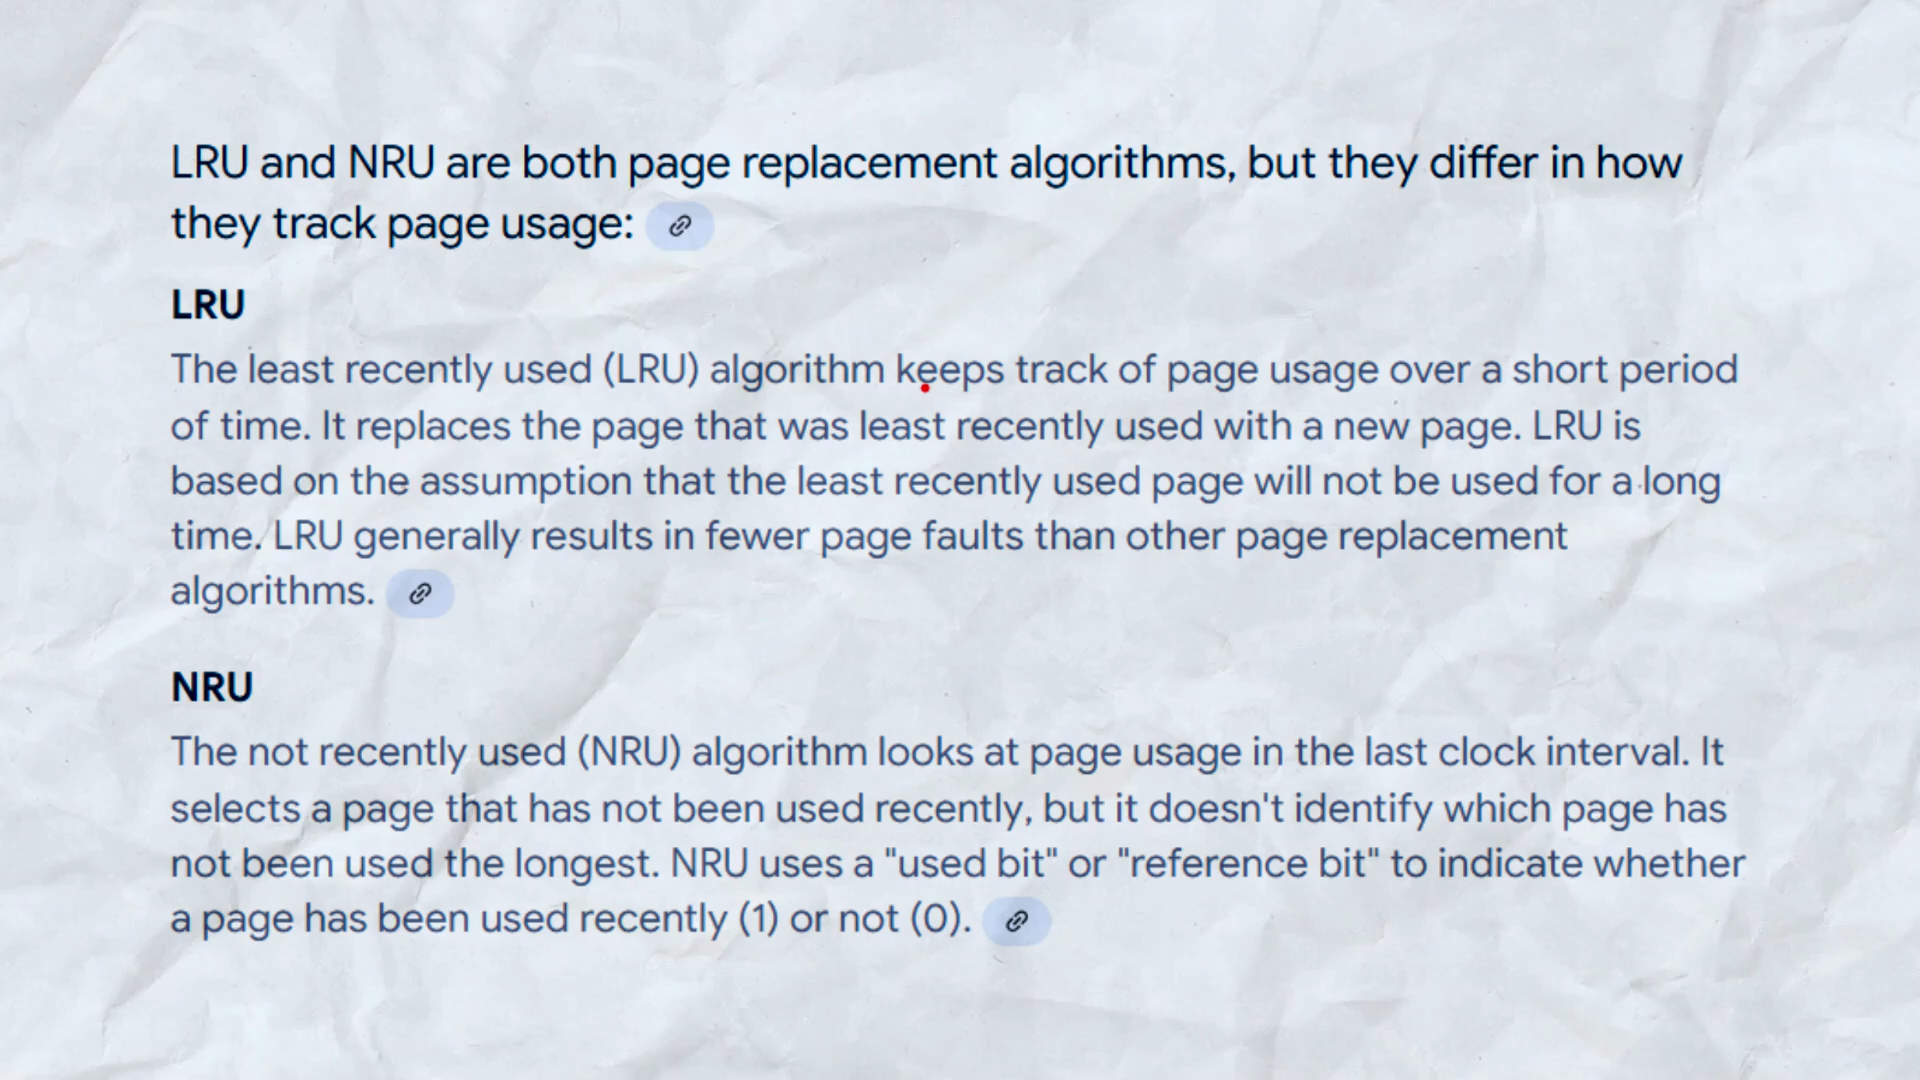 LRU and NRU are both page replacement algorithms, but they differ in how
they track page usage:
LRU
The least recently used (LRU) algorithm keeps track of page usage over a short period
of time. It replaces the page that was least recently used with a new page. LRU is
based on the assumption that the least recently used page will not be used for a long
time. LRU generally results in fewer page faults than other page replacement
algorithms.
NRU
The not recently used (NRU) algorithm looks at page usage in the last clock interval. It
selects a page that has not been used recently, but it doesn't identify which page has
not been used the longest. NRU uses a "used bit" or "reference bit" to indicate whether
a page has been used recently (1) or not (0).